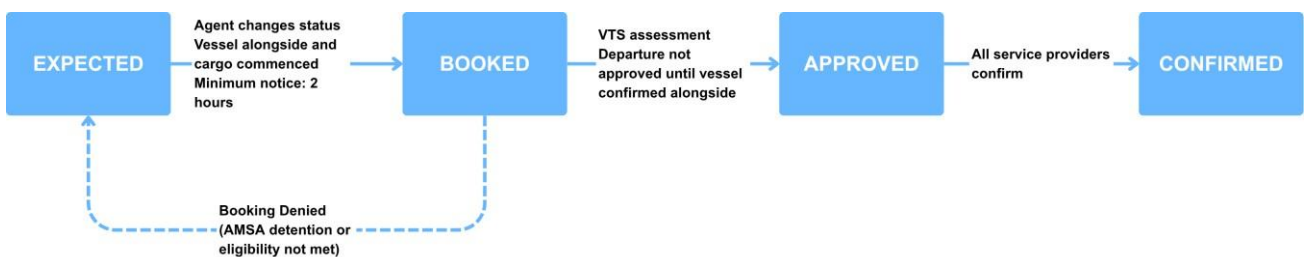 EXPECTED
Agent changes status
Vessel alongside and
cargo commenced
Minimum notice: 2
hours
BOOKED
VTS assessment
Departure not
approved until vessel
confirmed alongside
APPROVED
All service providers
confirm
CONFIRMED
Booking Denied
(AMSA detention or
eligibility not met)